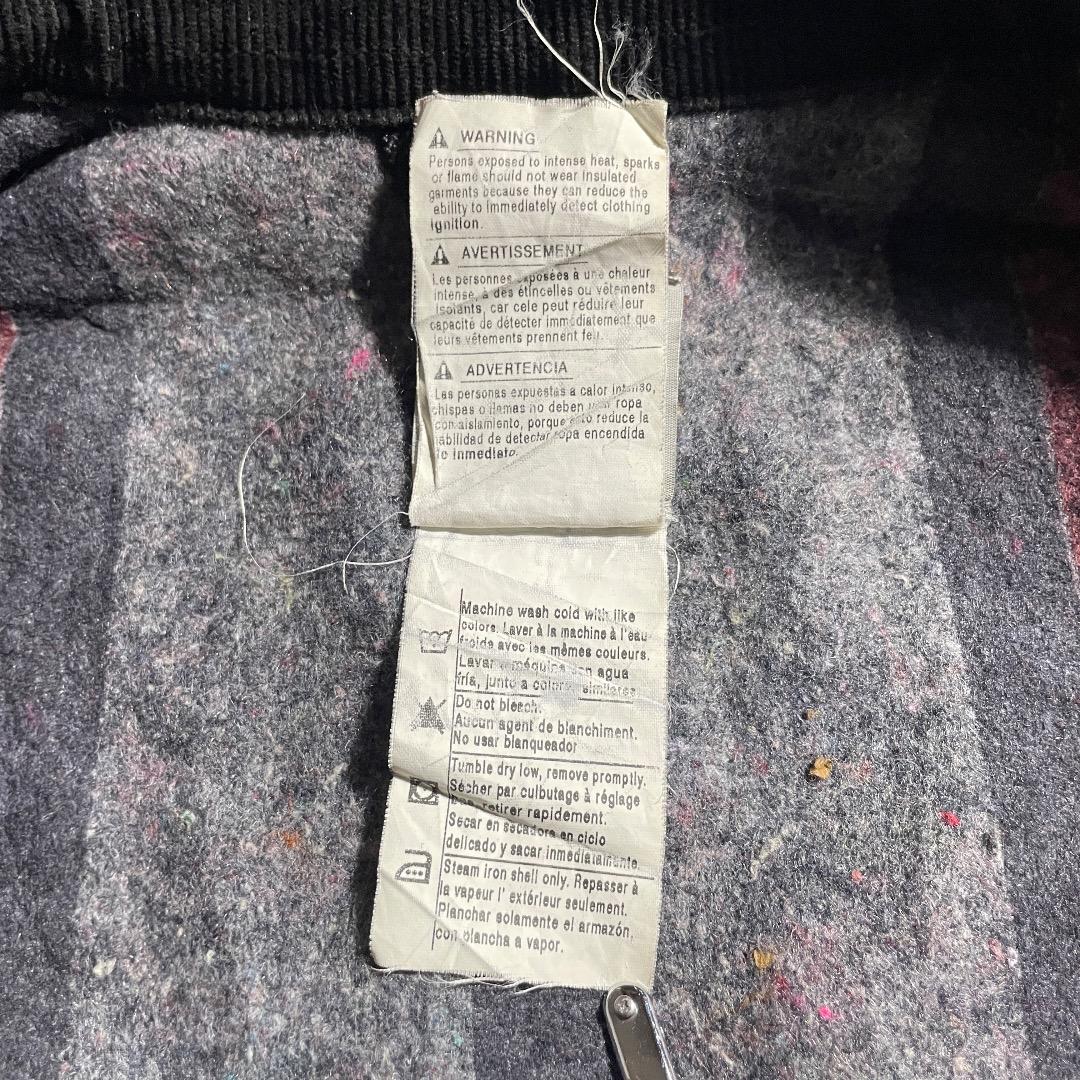 WARNING
Persons exposed to intense heat, sparks
or flame should not wear insulated
garments because they can reduce the
ability to immediately detect clothing
ignition.
AVERTISSEMENT
Les personnes exposées à une chaleur
intense, à des étincelles ou vêtements
isolants, car cele peut réduire leur
capacité de détecter immédiatement que
leurs vêtements prennent feu.
ADVERTENCIA
Las personas expuestas a calor intenso,
chispas o llamas no deben ropa
con aislamiento, porque esto reduce la
habilidad de detectar ropa encendida
de inmediato.
Machine wash cold with like
colors. Laver à la machine à l'eau
froide avec les mêmes couleurs.
Lavar a máquina con agua
fría, junto a colores similares
Do not bleach.
Aucun agent de blanchiment.
No usar blanqueador
Tumble dry low, remove promptly.
Sécher par culbutage à réglage
retirer rapidement.
Secar en secadora en ciclo
delicado y sacar inmediatamente.
Steam iron shell only. Repasser à
la vapeur l' extérieur seulement.
Planchar solamente el armazón,
con plancha a vapor.